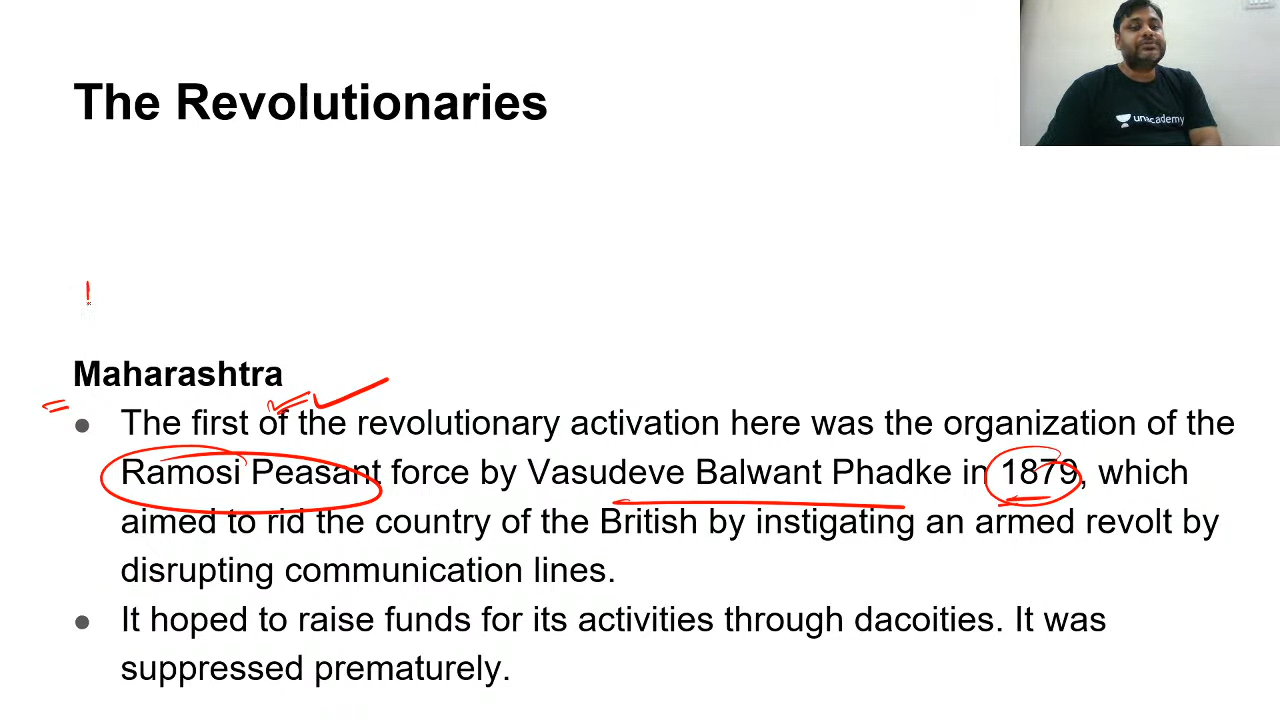 unacademy
The Revolutionaries
Maharashtra
● The first of the revolutionary activation here was the organization of the
Ramosi Peasant force by Vasudeve Balwant Phadke in 1879, which
aimed to rid the country of the British by instigating an armed revolt by
disrupting communication lines.
● It hoped to raise funds for its activities through dacoities. It was
suppressed prematurely.